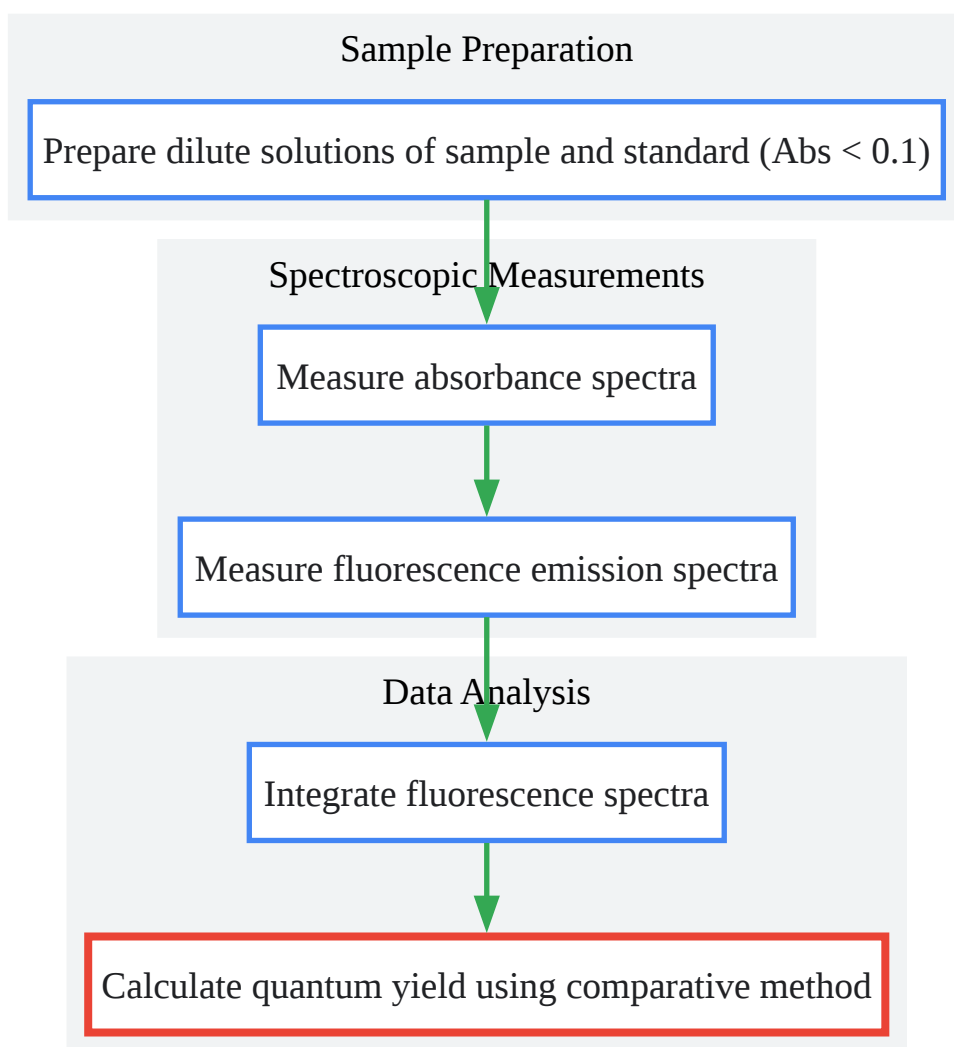 Sample Preparation
Prepare dilute solutions of sample and standard (Abs < 0.1)
Spectroscopic Measurements
Measure absorbance spectra
Measure fluorescence emission spectra
Data Analysis
Integrate fluorescence spectra
Calculate quantum yield using comparative method